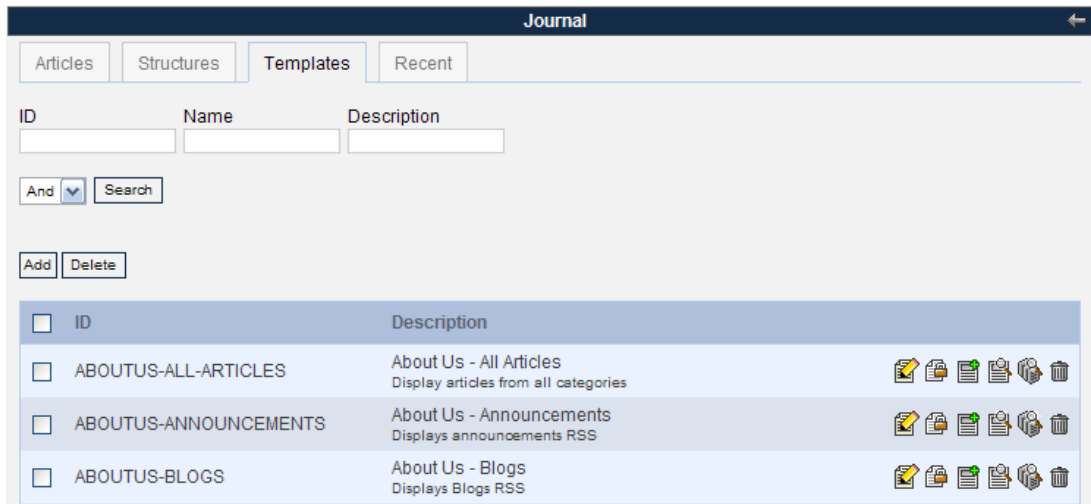 Journal
Articles Structures Templates Recent
ID Name Description
And Search
Add Delete
ID Description
ABOUTUS-ALL-ARTICLES About Us - All Articles
Display articles from all categories
ABOUTUS-ANNOUNCEMENTS About Us - Announcements
Displays announcements RSS
ABOUTUS-BLOGS About Us - Blogs
Displays Blogs RSS